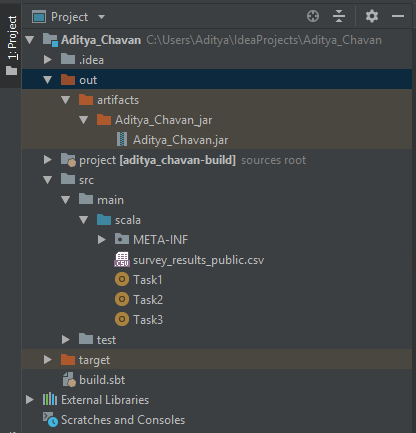 1: Project
Project
Aditya_Chavan C:\Users\Aditya\IdeaProjects\Aditya_Chavan
.idea
out
artifacts
Aditya_Chavan_jar
Aditya_Chavan.jar
project [aditya_chavan-build] sources root
src
main
scala
META-INF
survey_results_public.csv
Task1
Task2
Task3
test
target
build.sbt
External Libraries
Scratches and Consoles